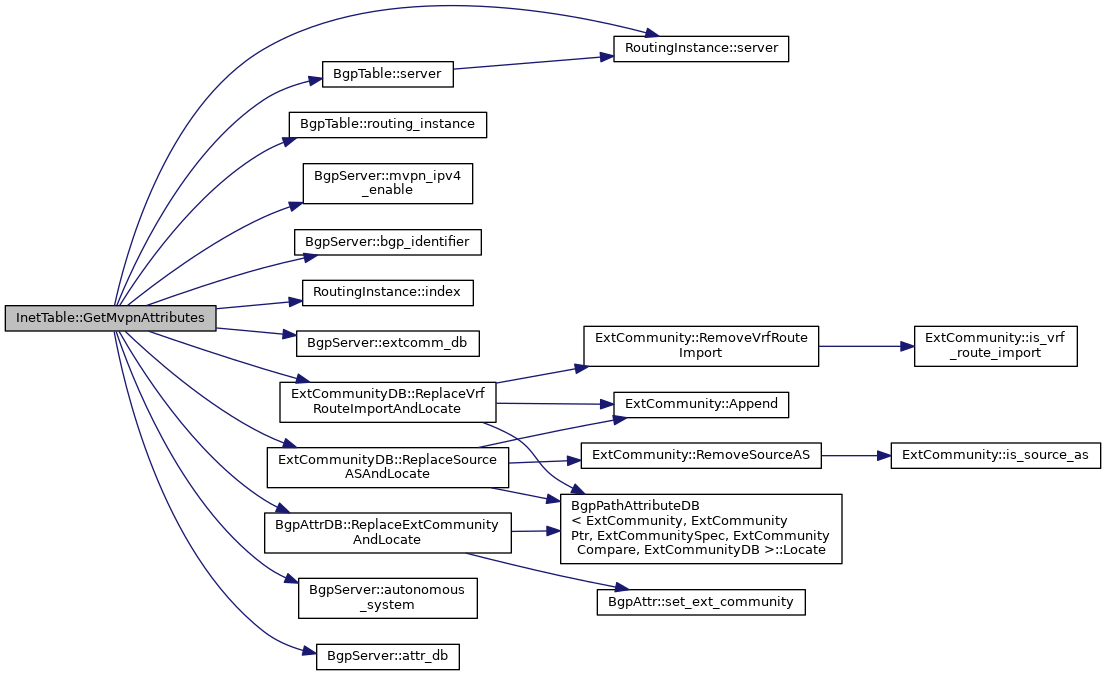 InetTable::GetMvpnAttributes
RoutingInstance::server
BgpTable::server
BgpTable::routing_instance
BgpServer::mvpn_ipv4
_enable
BgpServer::bgp_identifier
RoutingInstance::index
BgpServer::extcomm_db
ExtCommunityDB::ReplaceVrf
RouteImportAndLocate
ExtCommunity::RemoveVrfRoute
Import
ExtCommunity::is_vrf
_route_import
ExtCommunity::Append
ExtCommunityDB::ReplaceSource
ASAndLocate
ExtCommunity::RemoveSourceAS
ExtCommunity::is_source_as
BgpPathAttributeDB
< ExtCommunity, ExtCommunity
Ptr, ExtCommunitySpec, ExtCommunity
Compare, ExtCommunityDB >::Locate
BgpAttrDB::ReplaceExtCommunity
AndLocate
BgpAttr::set_ext_community
BgpServer::autonomous
_system
BgpServer::attr_db